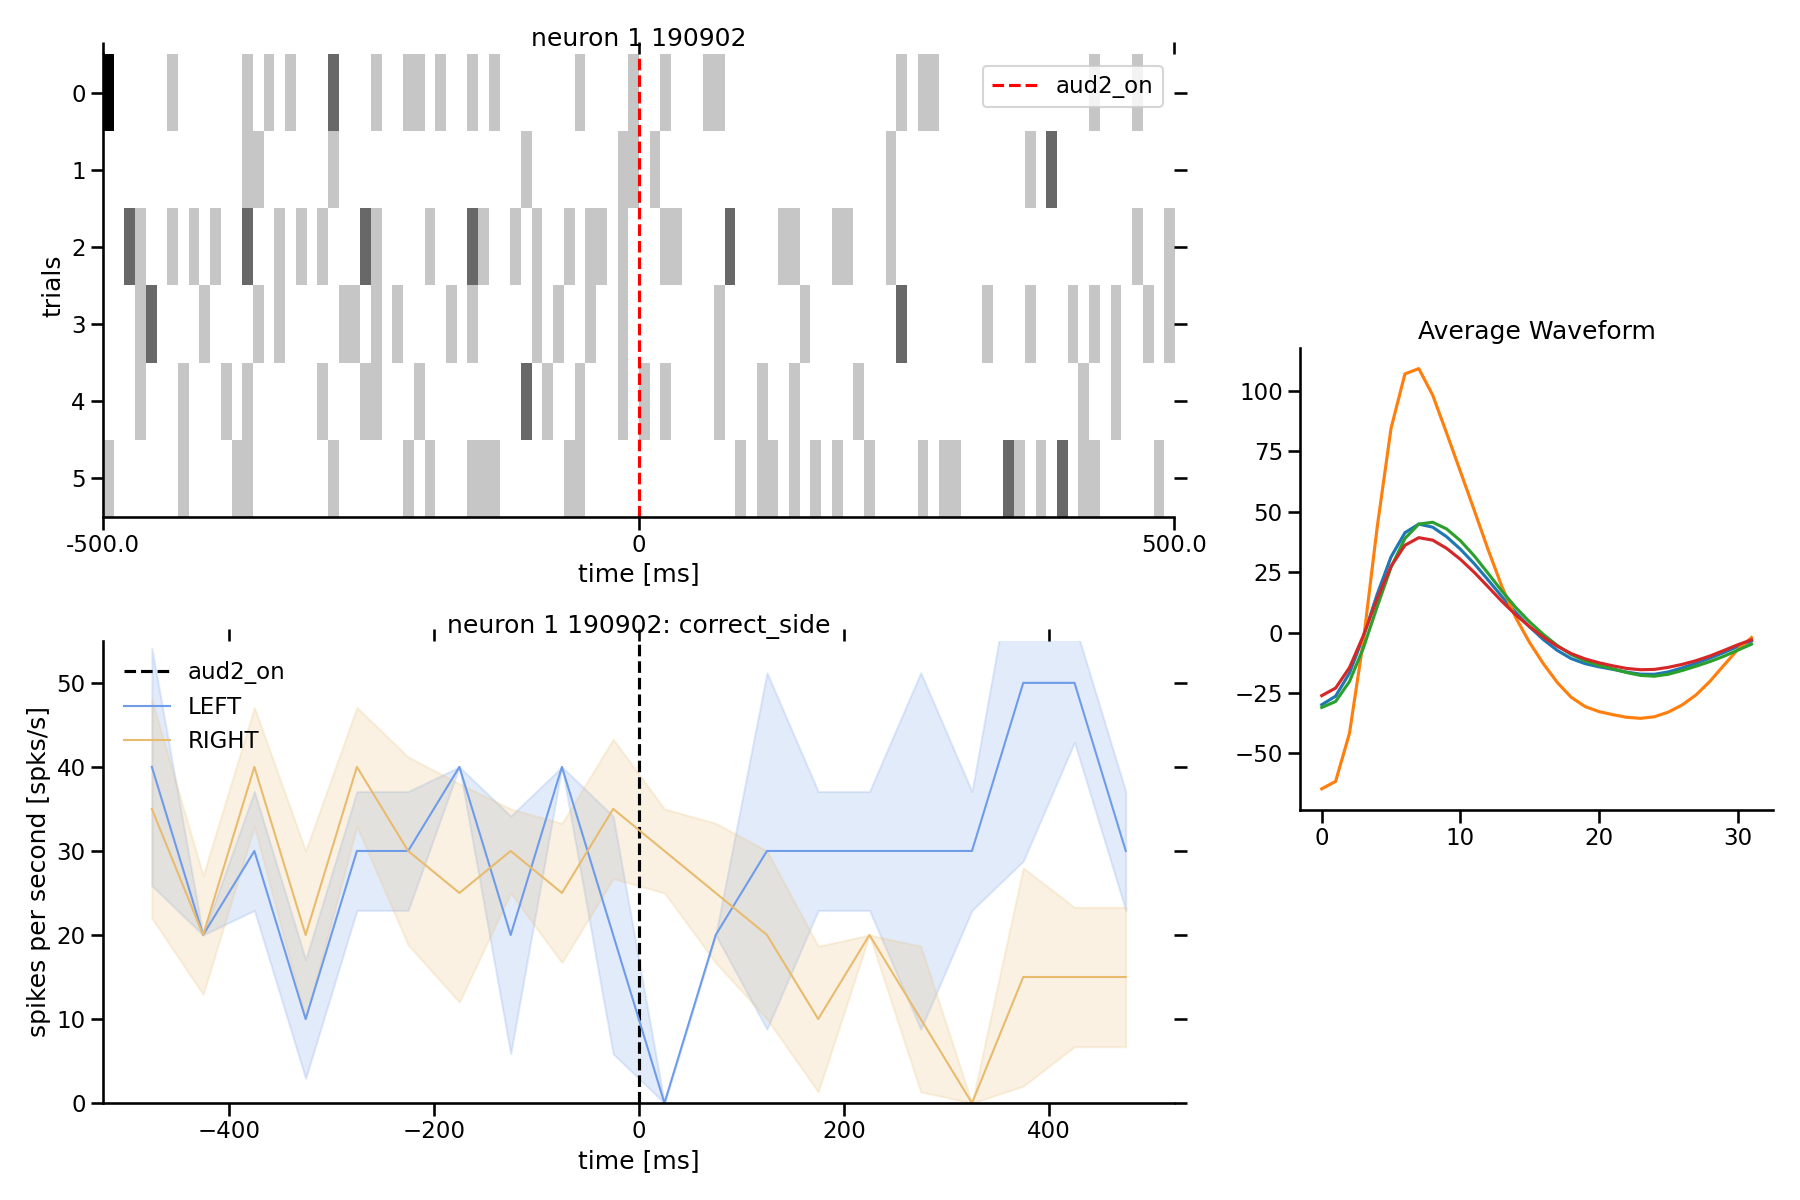 neuron 1 190902
aud2_on
0
1
2
3
4
5
trials
-500.0
0
500.0
time [ms]
neuron 1 190902: correct_side
aud2_on
LEFT
RIGHT
50
40
30
20
10
0
spikes per second [spks/s]
−400
−200
0
200
400
time [ms]
Average Waveform
100
75
50
25
0
−25
−50
0
10
20
30